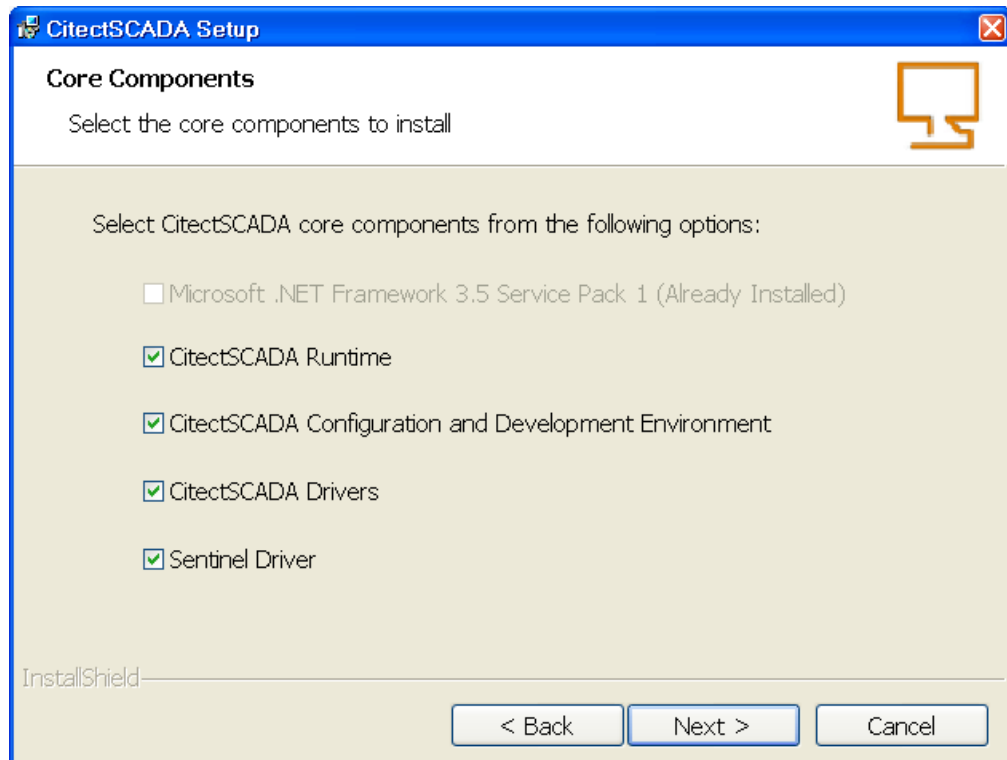 CitectSCADA Setup
Core Components
Select the core components to install
Select CitectSCADA core components from the following options:
Microsoft .NET Framework 3.5 Service Pack 1 (Already Installed)
CitectSCADA Runtime
CitectSCADA Configuration and Development Environment
CitectSCADA Drivers
Sentinel Driver
InstallShield
< Back
Next >
Cancel